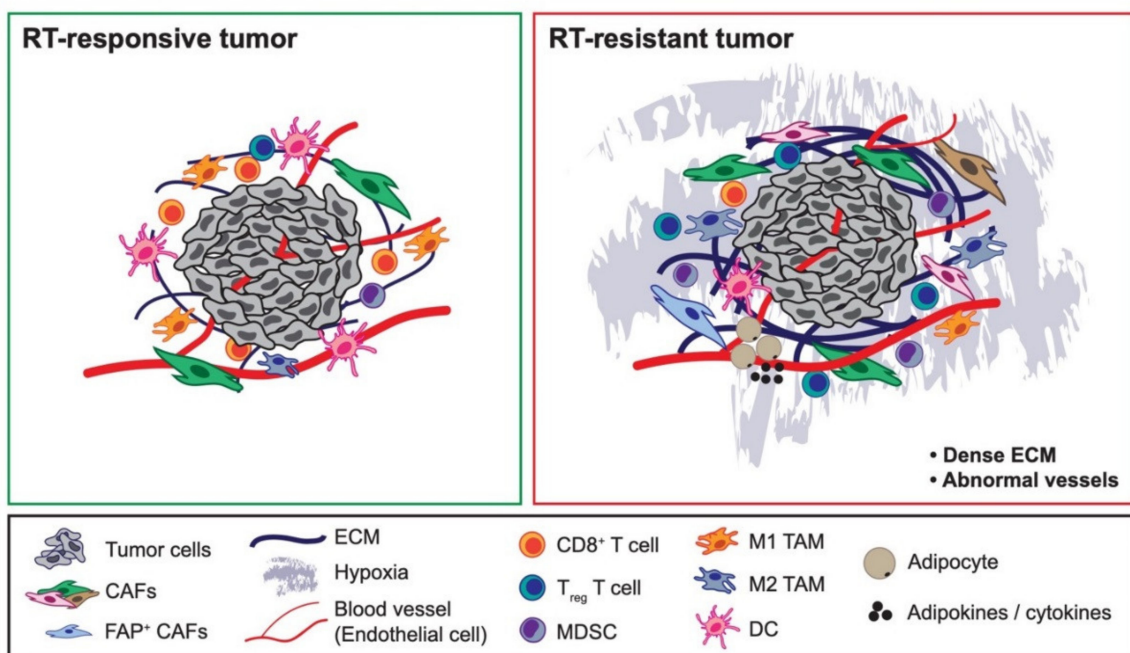 RT-responsive tumor
RT-resistant tumor
• Dense ECM
• Abnormal vessels
Tumor cells
CAFs
FAP⁺ CAFs
ECM
Hypoxia
Blood vessel
(Endothelial cell)
CD8⁺ T cell
Treg T cell
MDSC
M1 TAM
M2 TAM
DC
Adipocyte
Adipokines / cytokines